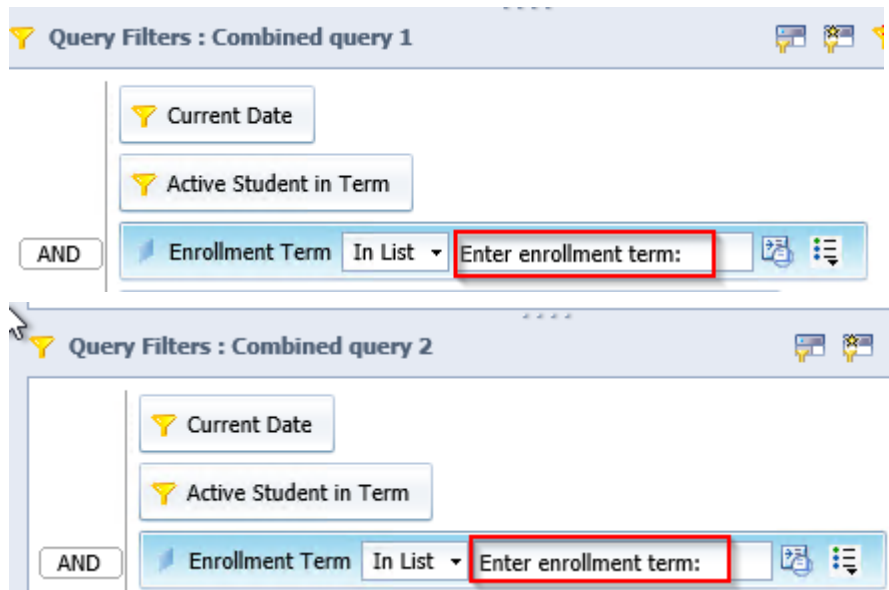 Query Filters : Combined query 1
Current Date
Active Student in Term
AND Enrollment Term In List Enter enrollment term:
Query Filters : Combined query 2
Current Date
Active Student in Term
AND Enrollment Term In List Enter enrollment term: